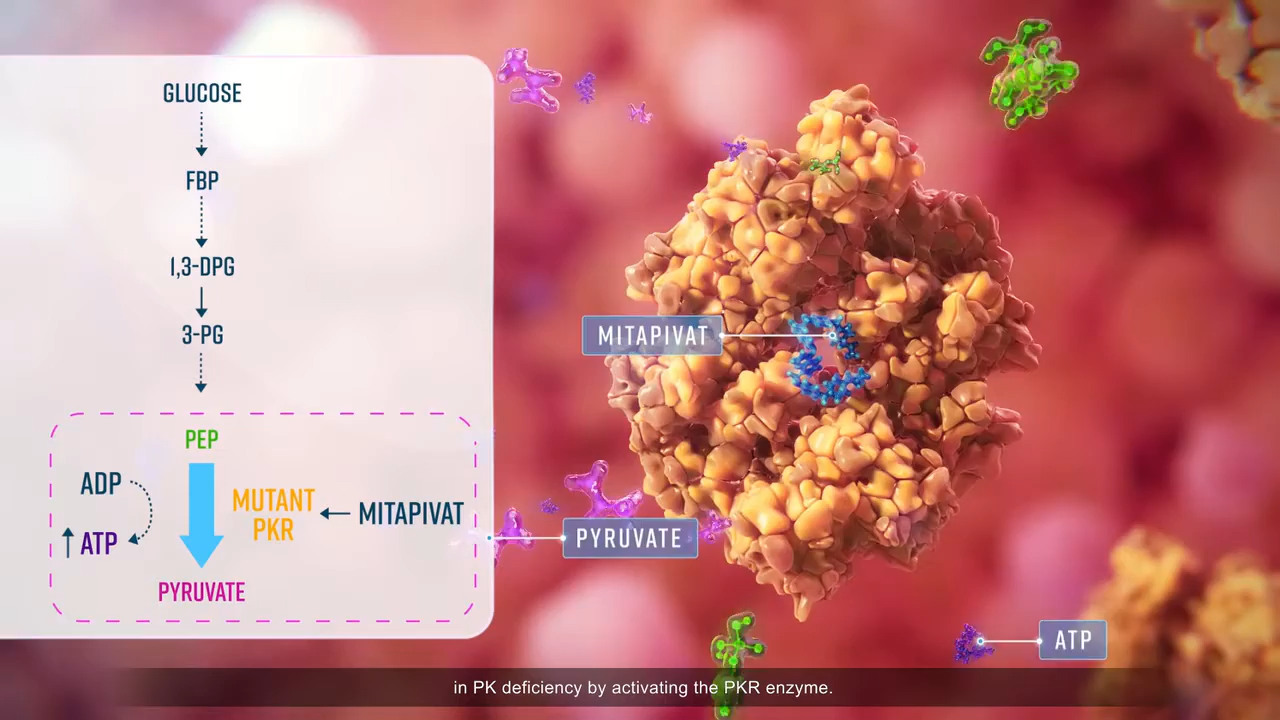 GLUCOSE
FBP
1,3-DPG
3-PG
PEP
ADP
ATP
MUTANT
PKR
MITAPIVAT
PYRUVATE
MITAPIVAT
PYRUVATE
ATP
in PK deficiency by activating the PKR enzyme.